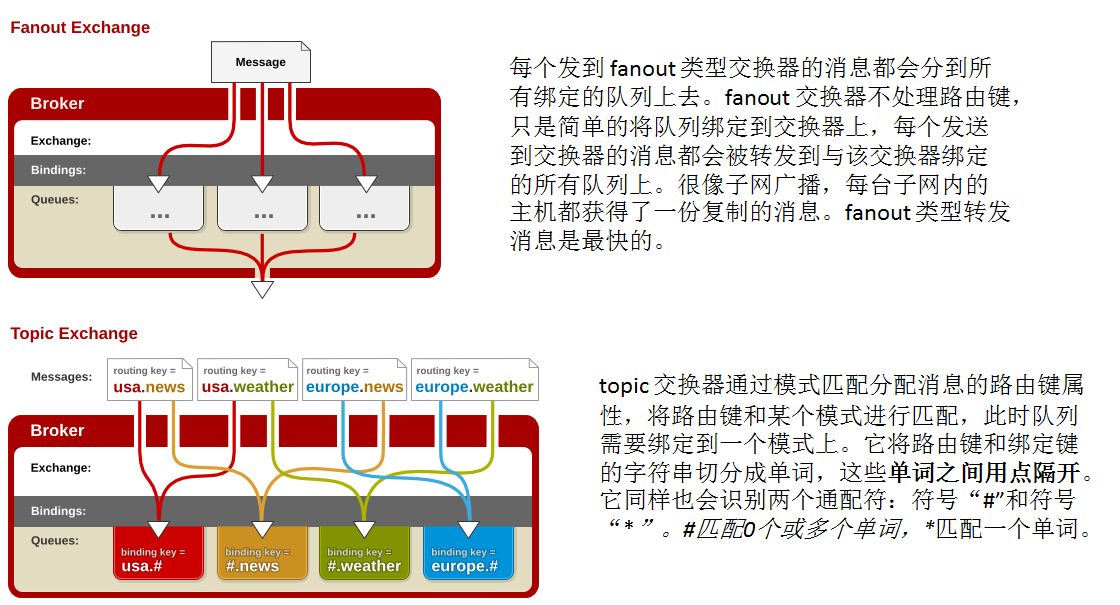 Fanout Exchange
Message
Broker
Exchange:
Bindings:
Queues:
...
...
...
每个发到 fanout 类型交换器的消息都会分到所
有绑定的队列上去。fanout 交换器不处理路由键，
只是简单的将队列绑定到交换器上，每个发送
到交换器的消息都会被转发到与该交换器绑定
的所有队列上。很像子网广播，每台子网内的
主机都获得了一份复制的消息。fanout 类型转发
消息是最快的。
Topic Exchange
Messages:
routing key =
usa.news
routing key =
usa.weather
routing key =
europe.news
routing key =
europe.weather
Broker
Exchange:
Bindings:
Queues:
binding key =
usa.#
binding key =
#.news
binding key =
#.weather
binding key =
europe.#
topic 交换器通过模式匹配分配消息的路由键属
性，将路由键和某个模式进行匹配，此时队列
需要绑定到一个模式上。它将路由键和绑定键
的字符串切分成单词，这些单词之间用点隔开。
它同样也会识别两个通配符：符号“#”和符号
“*”。#匹配0个或多个单词，*匹配一个单词。